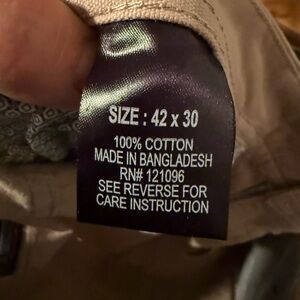 SIZE : 42 x 30
100% COTTON
MADE IN BANGLADESH
RN# 121096
SEE REVERSE FOR
CARE INSTRUCTION